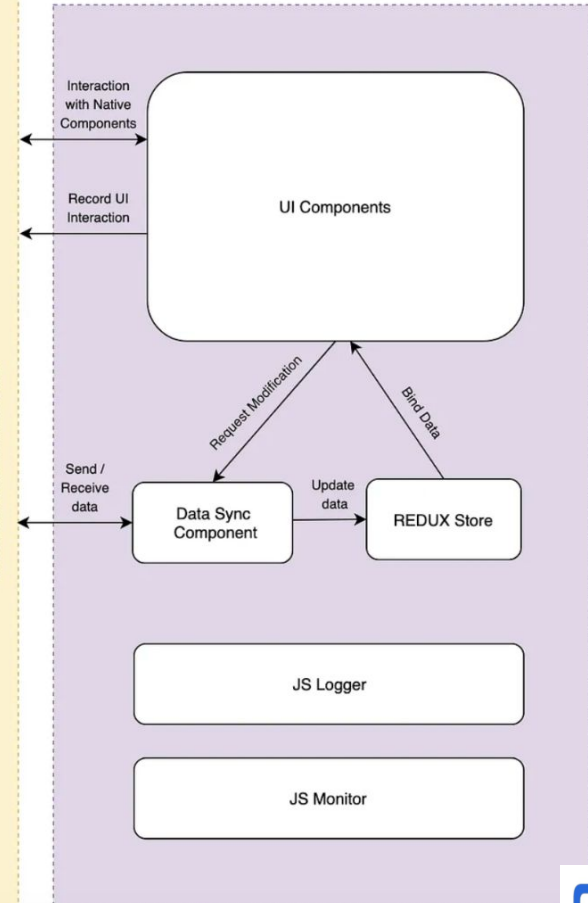 Interaction
with Native
Components
Record UI
Interaction
UI Components
Request Modification
Bind Data
Send /
Receive
data
Data Sync
Component
Update
data
REDUX Store
JS Logger
JS Monitor